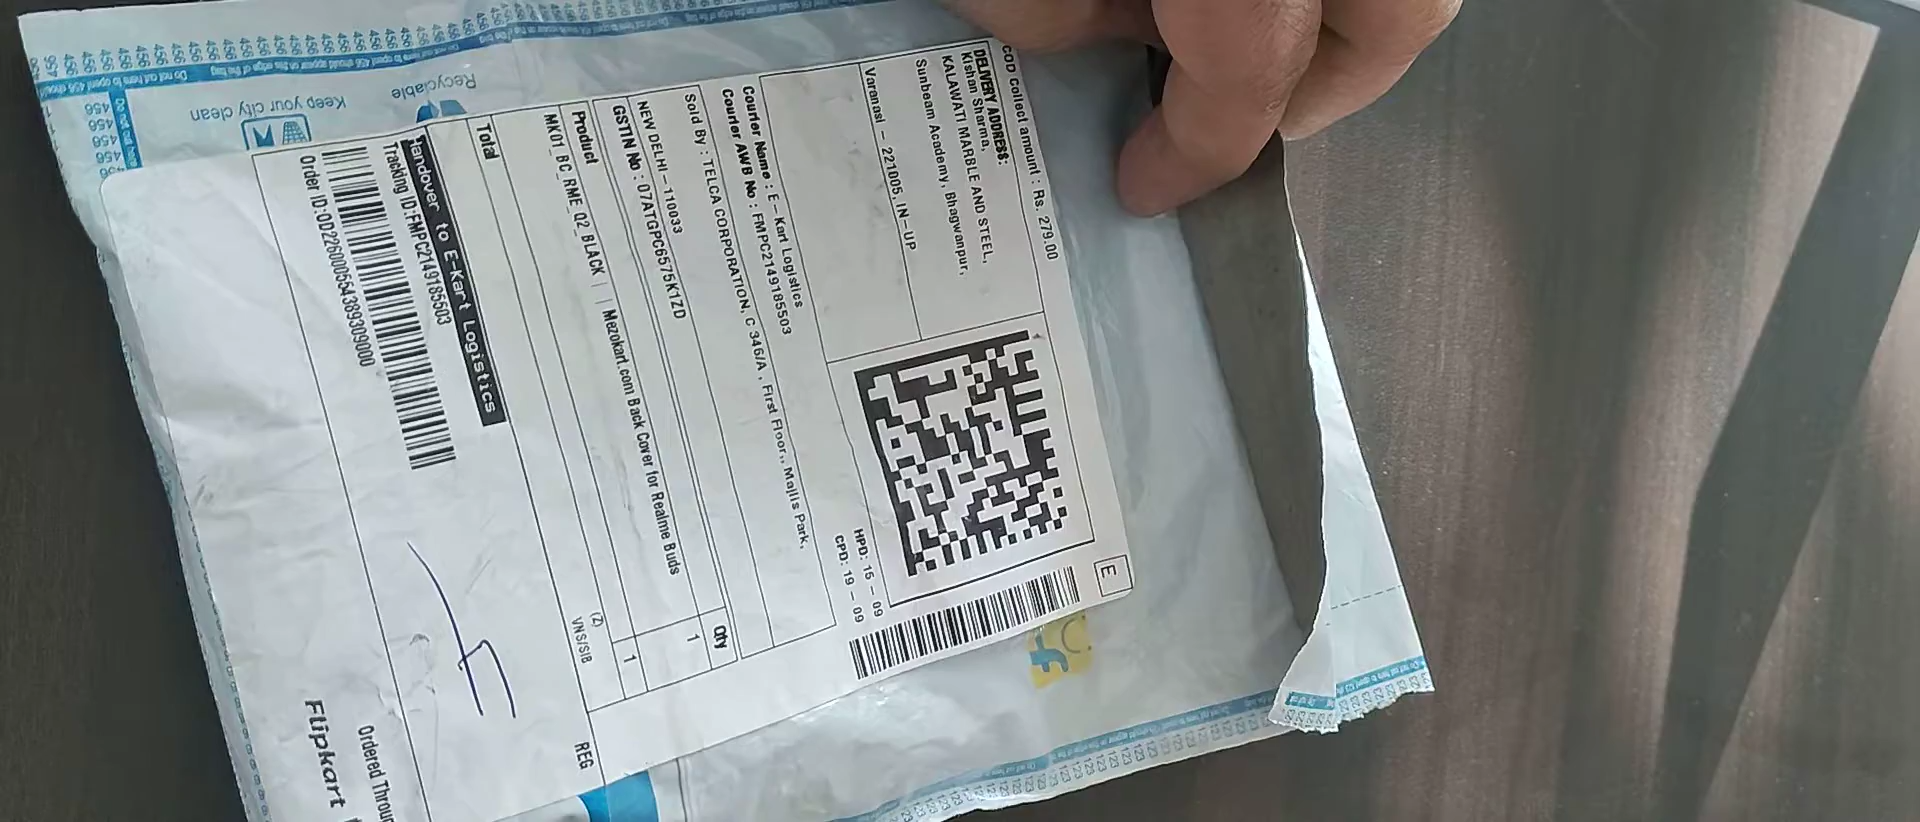 COD Collect amount : Rs. 279.00
DELIVERY ADDRESS:
Kishan Sharma,
KALAWATI MARBLE AND STEEL,
Sunbeam Academy, Bhagwanpur,
Varanasi - 221005, IN-UP
E
Courier Name : E - Kart Logistics
Courier AWB No : FMPC2149185503
HPD: 15 - 09
CPD: 19 - 09
Sold By : TELCA CORPORATION, C 346/A , First Floor,, Majlis Park,
NEW DELHI - 110033
GSTIN No : 07ATGPC6575K1ZD
Product
Qty
MK01_BC_RME_Q2_BLACK | | Mezokart.com Back Cover for Realme Buds
1
Total
1
Handover to E-Kart Logistics
(Z)
VNS/SIB
Tracking ID:FMPC2149185503
REG
Order ID:OD226000554389309000
Ordered Throu
Flipkart
Recyclable
Keep your city clean